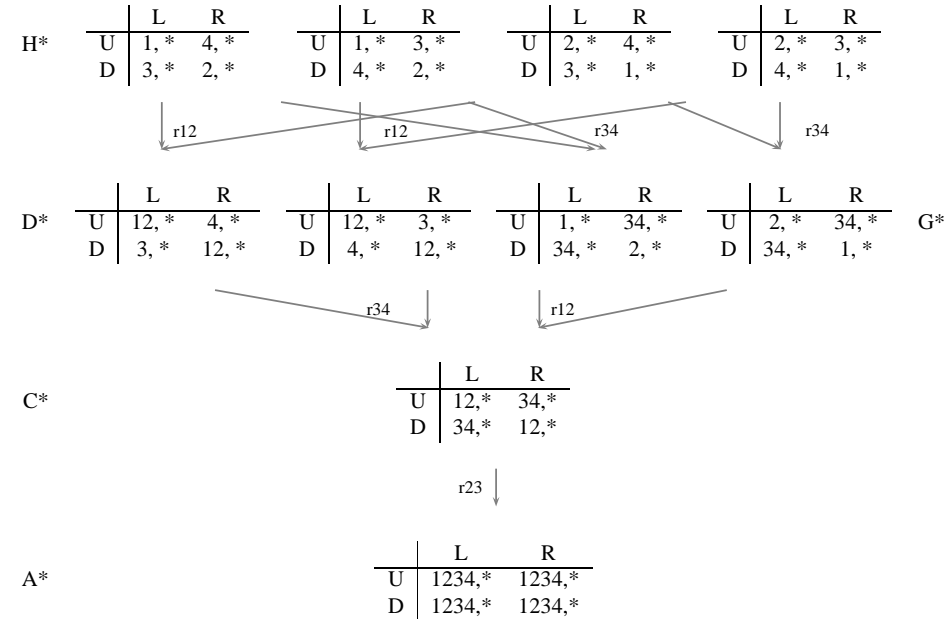 L R L R L R L R
H* U 1, * 4, * U 1, * 3, * U 2, * 4, * U 2, * 3, *
D 3, * 2, * D 4, * 2, * D 3, * 1, * D 4, * 1, *
r12 r12 r34 r34
L R L R L R L R
D* U 12, * 4, * U 12, * 3, * U 1, * 34, * U 2, * 34, * G*
D 3, * 12, * D 4, * 12, * D 34, * 2, * D 34, * 1, *
r34 r12
L R
C* U 12,* 34,*
D 34,* 12,*
r23
L R
A* U 1234,* 1234,*
D 1234,* 1234,*